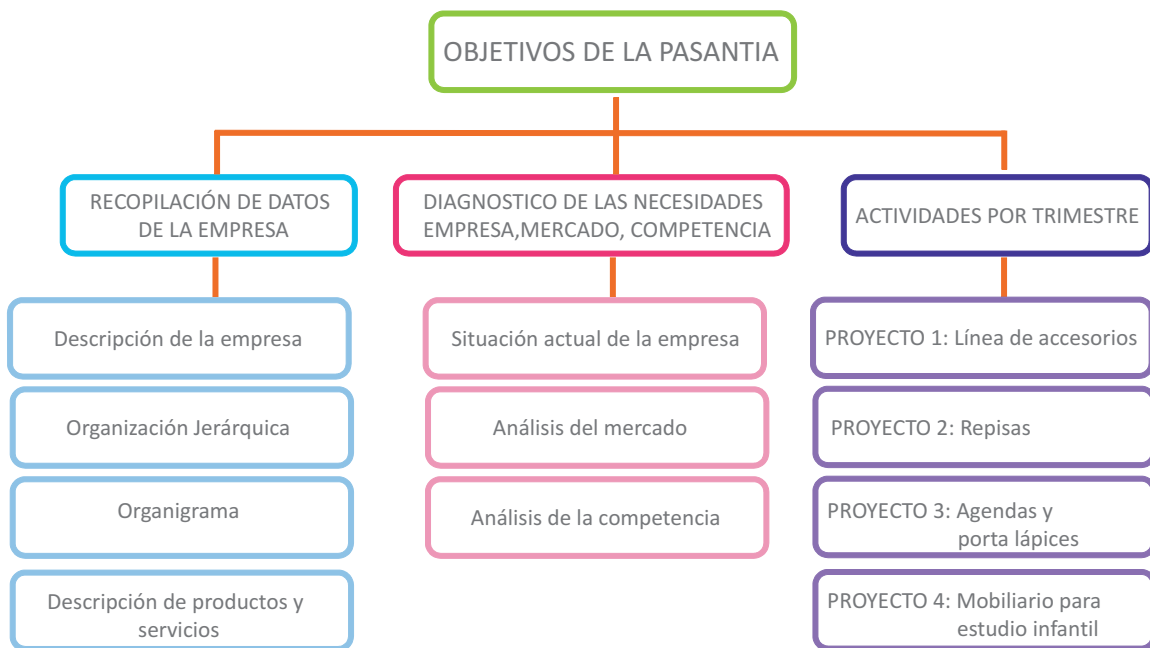 OBJETIVOS DE LA PASANTIA
RECOPILACIÓN DE DATOS
DE LA EMPRESA
Descripción de la empresa
Organización Jerárquica
Organigrama
Descripción de productos y
servicios
DIAGNOSTICO DE LAS NECESIDADES
EMPRESA,MERCADO, COMPETENCIA
Situación actual de la empresa
Análisis del mercado
Análisis de la competencia
ACTIVIDADES POR TRIMESTRE
PROYECTO 1: Línea de accesorios
PROYECTO 2: Repisas
PROYECTO 3: Agendas y
porta lápices
PROYECTO 4: Mobiliario para
estudio infantil